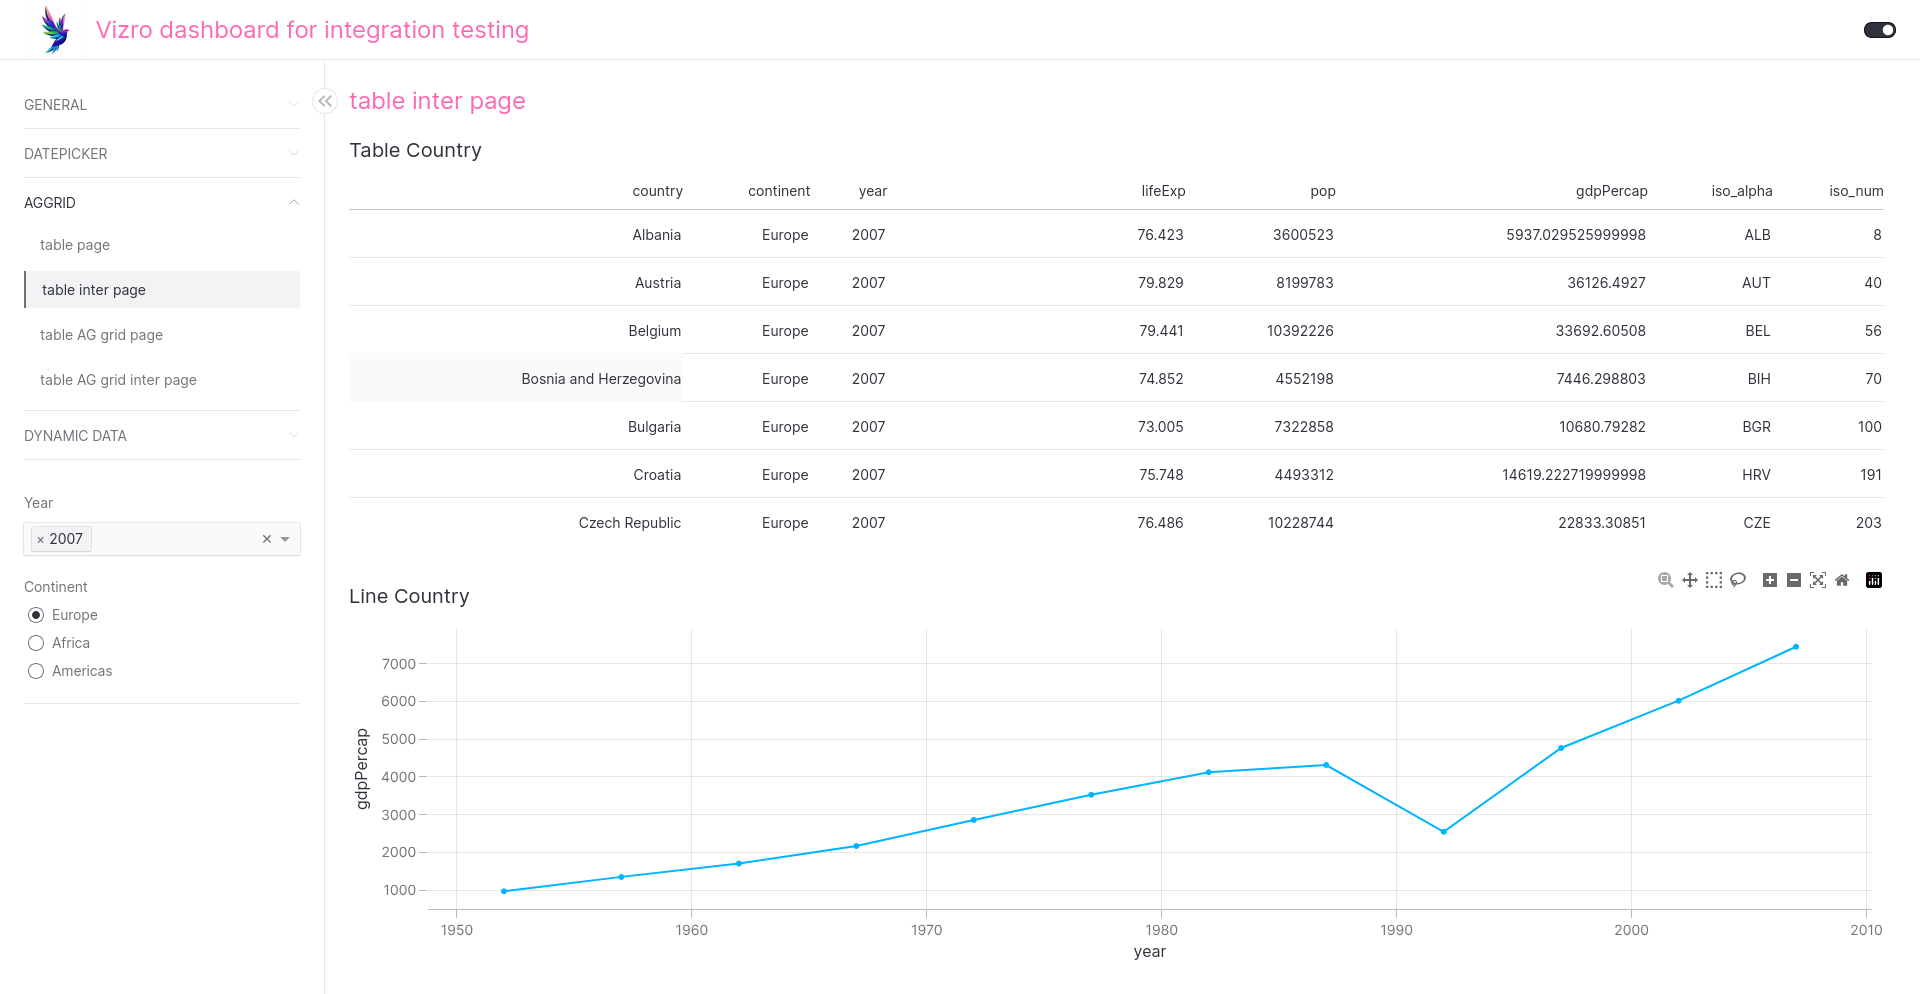 Vizro dashboard for integration testing
GENERAL
DATEPICKER
AGGRID
table page
table inter page
table AG grid page
table AG grid inter page
DYNAMIC DATA
Year
× 2007 ×
Continent
Europe
Africa
Americas
table inter page
Table Country
country continent year lifeExp pop gdpPercap iso_alpha iso_num
Albania Europe 2007 76.423 3600523 5937.029525999998 ALB 8
Austria Europe 2007 79.829 8199783 36126.4927 AUT 40
Belgium Europe 2007 79.441 10392226 33692.60508 BEL 56
Bosnia and Herzegovina Europe 2007 74.852 4552198 7446.298803 BIH 70
Bulgaria Europe 2007 73.005 7322858 10680.79282 BGR 100
Croatia Europe 2007 75.748 4493312 14619.222719999998 HRV 191
Czech Republic Europe 2007 76.486 10228744 22833.30851 CZE 203
Line Country
7000
6000
5000
4000
3000
2000
1000
gdpPercap
1950 1960 1970 1980 1990 2000 2010
year